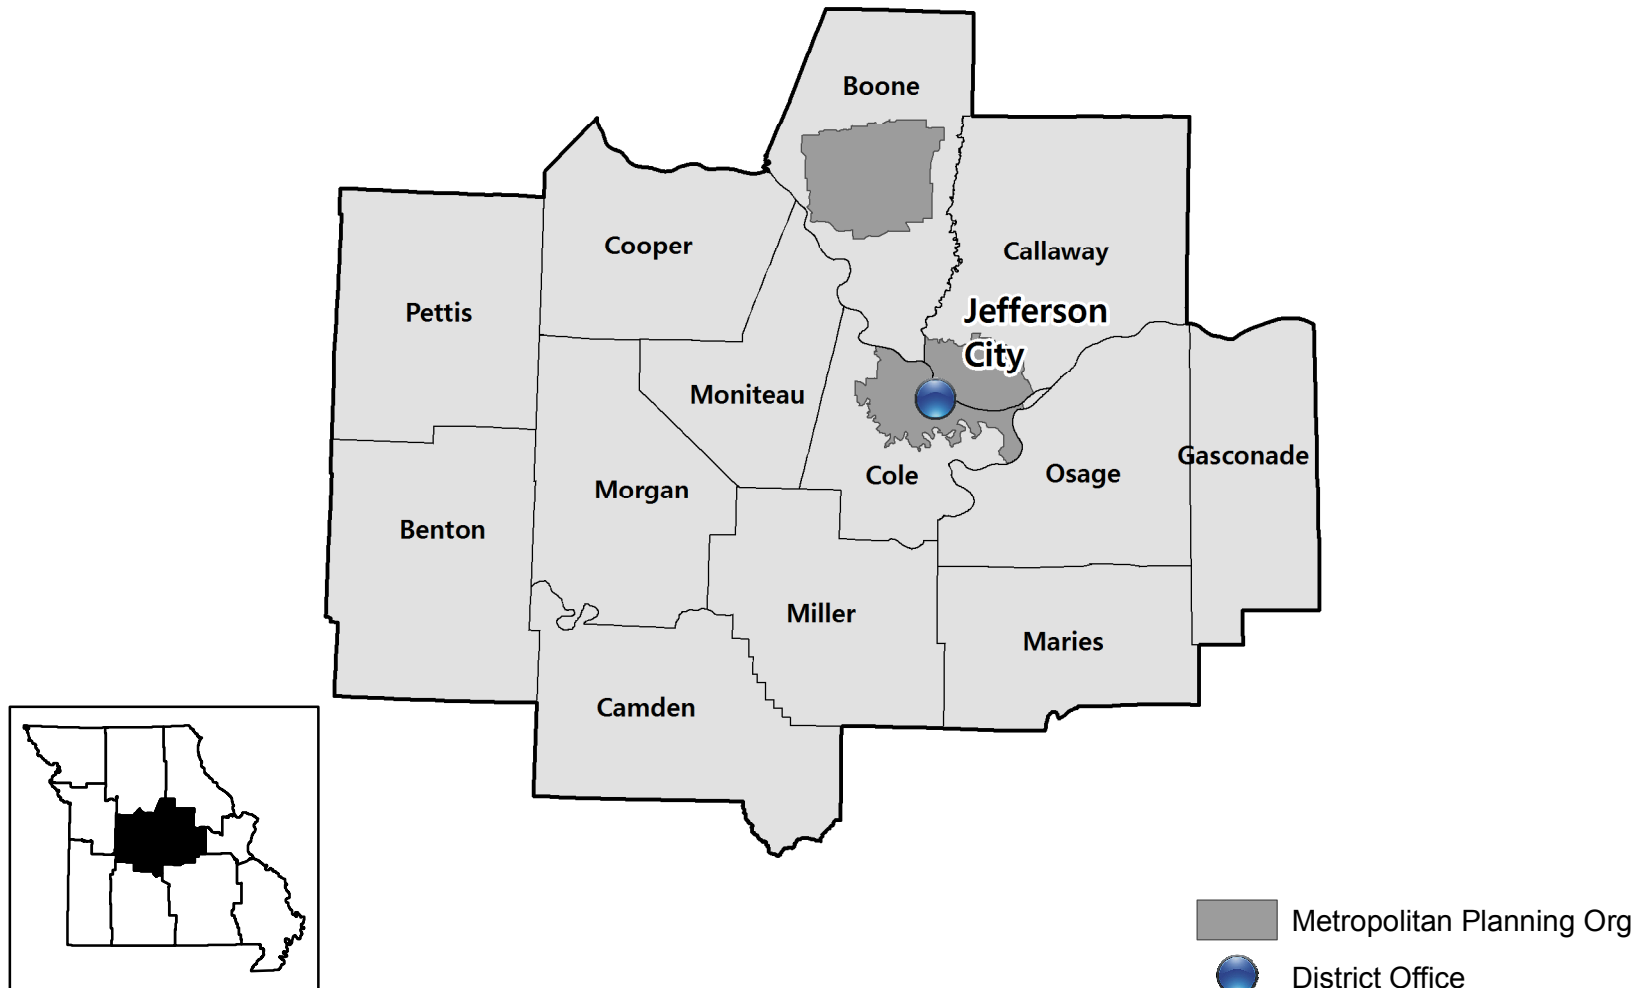 Boone
Cooper
Callaway
Pettis
Jefferson
City
Moniteau
Gasconade
Cole
Osage
Morgan
Benton
Miller
Maries
Camden
Metropolitan Planning Org
District Office